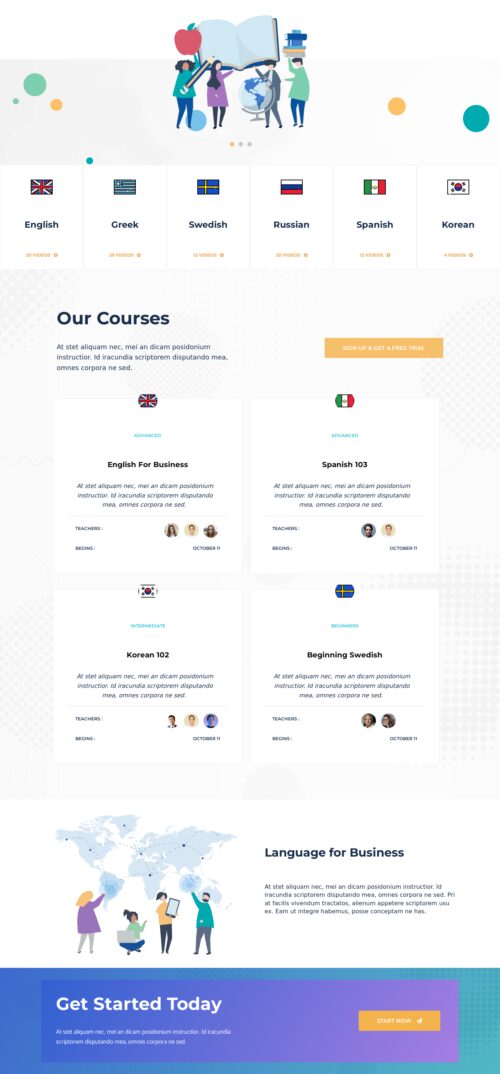 English
Greek
Swedish
Russian
Spanish
Korean
20 VIDEOS
12 VIDEOS
12 VIDEOS
4 VIDEOS
Our Courses
At stet aliquam nec, mei an dicam posidonium
instructior. Id iracundia scriptorem disputando mea,
omnes corpora ne sed.
SIGN UP & GET A FREE TRIAL
ADVANCED
English For Business
At stet aliquam nec, mei an dicam posidonium
instructior. Id iracundia scriptorem disputando
mea, omnes corpora ne sed.
TEACHERS :
BEGINS :
OCTOBER 11
ADVANCED
Spanish 103
At stet aliquam nec, mei an dicam posidonium
instructior. Id iracundia scriptorem disputando
mea, omnes corpora ne sed.
TEACHERS :
BEGINS :
OCTOBER 11
INTERMEDIATE
Korean 102
At stet aliquam nec, mei an dicam posidonium
instructior. Id iracundia scriptorem disputando
mea, omnes corpora ne sed.
TEACHERS :
BEGINS :
OCTOBER 11
BEGINNERS
Beginning Swedish
At stet aliquam nec, mei an dicam posidonium
instructior. Id iracundia scriptorem disputando
mea, omnes corpora ne sed.
TEACHERS :
BEGINS :
OCTOBER 11
Language for Business
At stet aliquam nec, mei an dicam posidonium instructior. Id
iracundia scriptorem disputando mea, omnes corpora ne sed. Pri
at facilis vivendum tractatos, alienum appetere scriptorem usu
ex. Eam ut integre habemus, posse conceptam ne has.
Get Started Today
At stet aliquam nec, mei an dicam posidonium instructior. Id iracundia
scriptorem disputando mea, omnes corpora ne sed.
START NOW